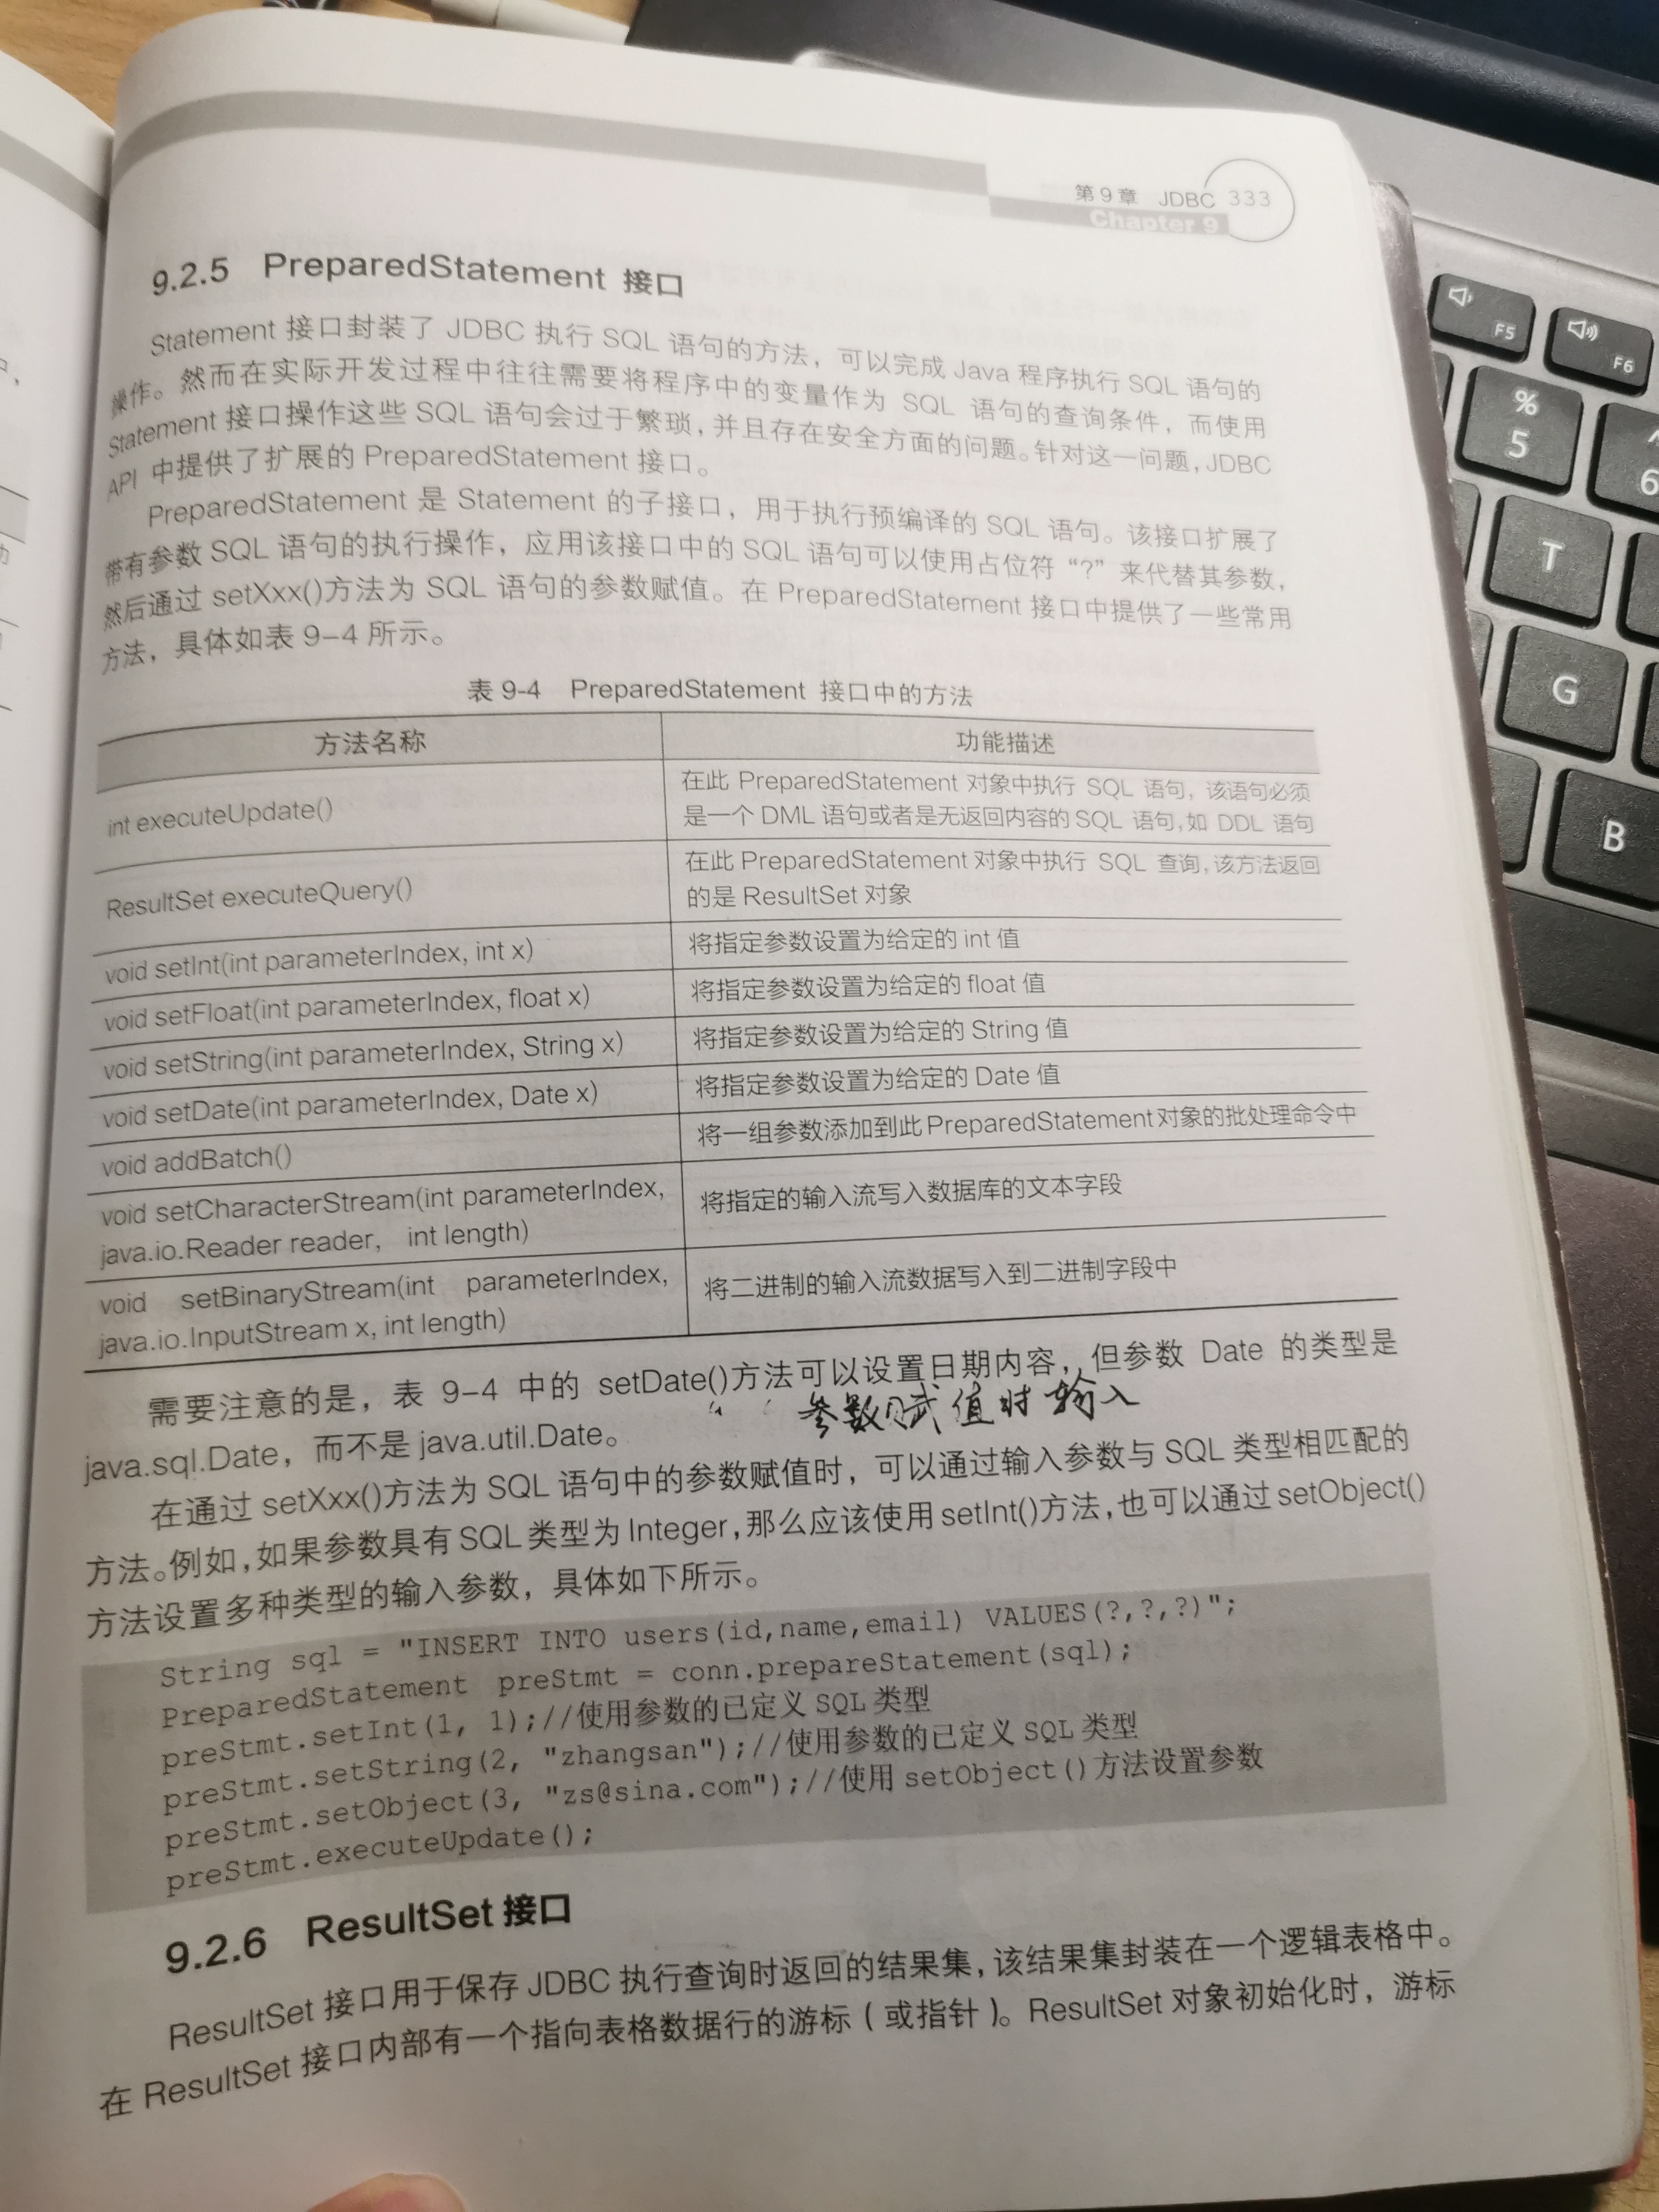 第9章 JDBC 333
Chapter 9
9.2.5 PreparedStatement 接口
Statement 接口封装了 JDBC 执行 SQL 语句的方法，可以完成 Java 程序执行 SQL 语句的
操作。然而在实际开发过程中往往需要将程序中的变量作为 SQL 语句的查询条件，而使用
Statement 接口操作这些 SQL 语句会过于繁琐，并且存在安全方面的问题。针对这一问题，JDBC
API 中提供了扩展的 PreparedStatement 接口。
PreparedStatement 是 Statement 的子接口，用于执行预编译的 SQL 语句。该接口扩展了
带有参数 SQL 语句的执行操作，应用该接口中的 SQL 语句可以使用占位符“?”来代替其参数，
然后通过 setXxx()方法为 SQL 语句的参数赋值。在 PreparedStatement 接口中提供了一些常用
方法，具体如表 9-4 所示。
表 9-4 PreparedStatement 接口中的方法
方法名称 功能描述
int executeUpdate() 在此 PreparedStatement 对象中执行 SQL 语句，该语句必须
是一个 DML 语句或者是无返回内容的 SQL 语句，如 DDL 语句
ResultSet executeQuery() 在此 PreparedStatement 对象中执行 SQL 查询，该方法返回
的是 ResultSet 对象
void setInt(int parameterIndex, int x) 将指定参数设置为给定的 int 值
void setFloat(int parameterIndex, float x) 将指定参数设置为给定的 float 值
void setString(int parameterIndex, String x) 将指定参数设置为给定的 String 值
void setDate(int parameterIndex, Date x) 将指定参数设置为给定的 Date 值
void addBatch() 将一组参数添加到此 PreparedStatement 对象的批处理命令中
void setCharacterStream(int parameterIndex,
java.io.Reader reader, int length) 将指定的输入流写入数据库的文本字段
void setBinaryStream(int parameterIndex,
java.io.InputStream x, int length) 将二进制的输入流数据写入到二进制字段中
需要注意的是，表 9-4 中的 setDate()方法可以设置日期内容，但参数 Date 的类型是
java.sql.Date，而不是 java.util.Date。
参数赋值时输入
在通过 setXxx()方法为 SQL 语句中的参数赋值时，可以通过输入参数与 SQL 类型相匹配的
方法。例如，如果参数具有 SQL 类型为 Integer，那么应该使用 setInt()方法，也可以通过 setObject()
方法设置多种类型的输入参数，具体如下所示。
String sql = "INSERT INTO users(id,name,email) VALUES(?,?,?)";
PreparedStatement preStmt = conn.prepareStatement(sql);
preStmt.setInt(1, 1);//使用参数的已定义 SQL 类型
preStmt.setString(2, "zhangsan");//使用参数的已定义 SQL 类型
preStmt.setObject(3, "zs@sina.com");//使用 setObject()方法设置参数
preStmt.executeUpdate();
9.2.6 ResultSet 接口
ResultSet 接口用于保存 JDBC 执行查询时返回的结果集，该结果集封装在一个逻辑表格中。
在 ResultSet 接口内部有一个指向表格数据行的游标（或指针）。ResultSet 对象初始化时，游标
F5
F6
%
5
6
T
G
B